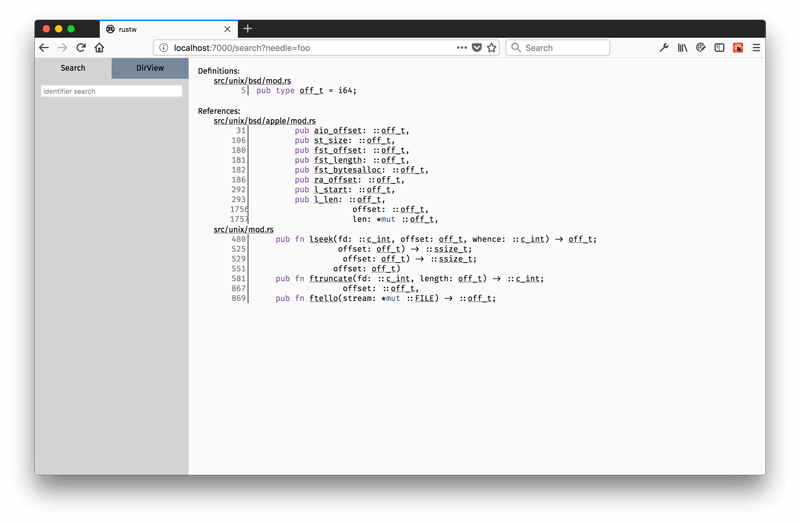 rustw
localhost:7000/search?needle=foo
Search
Search
DirView
Identifier search
Definitions:
src/unix/bsd/mod.rs
5 pub type off_t = i64;
References:
src/unix/bsd/apple/mod.rs
31 pub aio_offset: ::off_t,
106 pub st_size: ::off_t,
180 pub fst_offset: ::off_t,
181 pub fst_length: ::off_t,
182 pub fst_bytesalloc: ::off_t,
186 pub ra_offset: ::off_t,
292 pub l_start: ::off_t,
293 pub l_len: ::off_t,
1756 offset: ::off_t,
1757 len: *mut ::off_t,
src/unix/mod.rs
480 pub fn lseek(fd: ::c_int, offset: off_t, whence: ::c_int) -> off_t;
525 offset: off_t) -> ::ssize_t;
529 offset: off_t) -> ::ssize_t;
551 offset: off_t)
581 pub fn ftruncate(fd: ::c_int, length: off_t) -> ::c_int;
867 offset: ::off_t,
869 pub fn ftello(stream: *mut ::FILE) -> ::off_t;